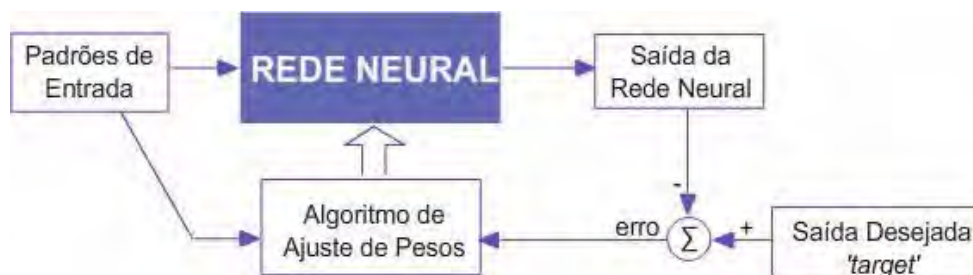 Padrões de
Entrada
REDE NEURAL
Saída da
Rede Neural
-
Algoritmo de
Ajuste de Pesos
erro
Σ
+
Saída Desejada
'target'